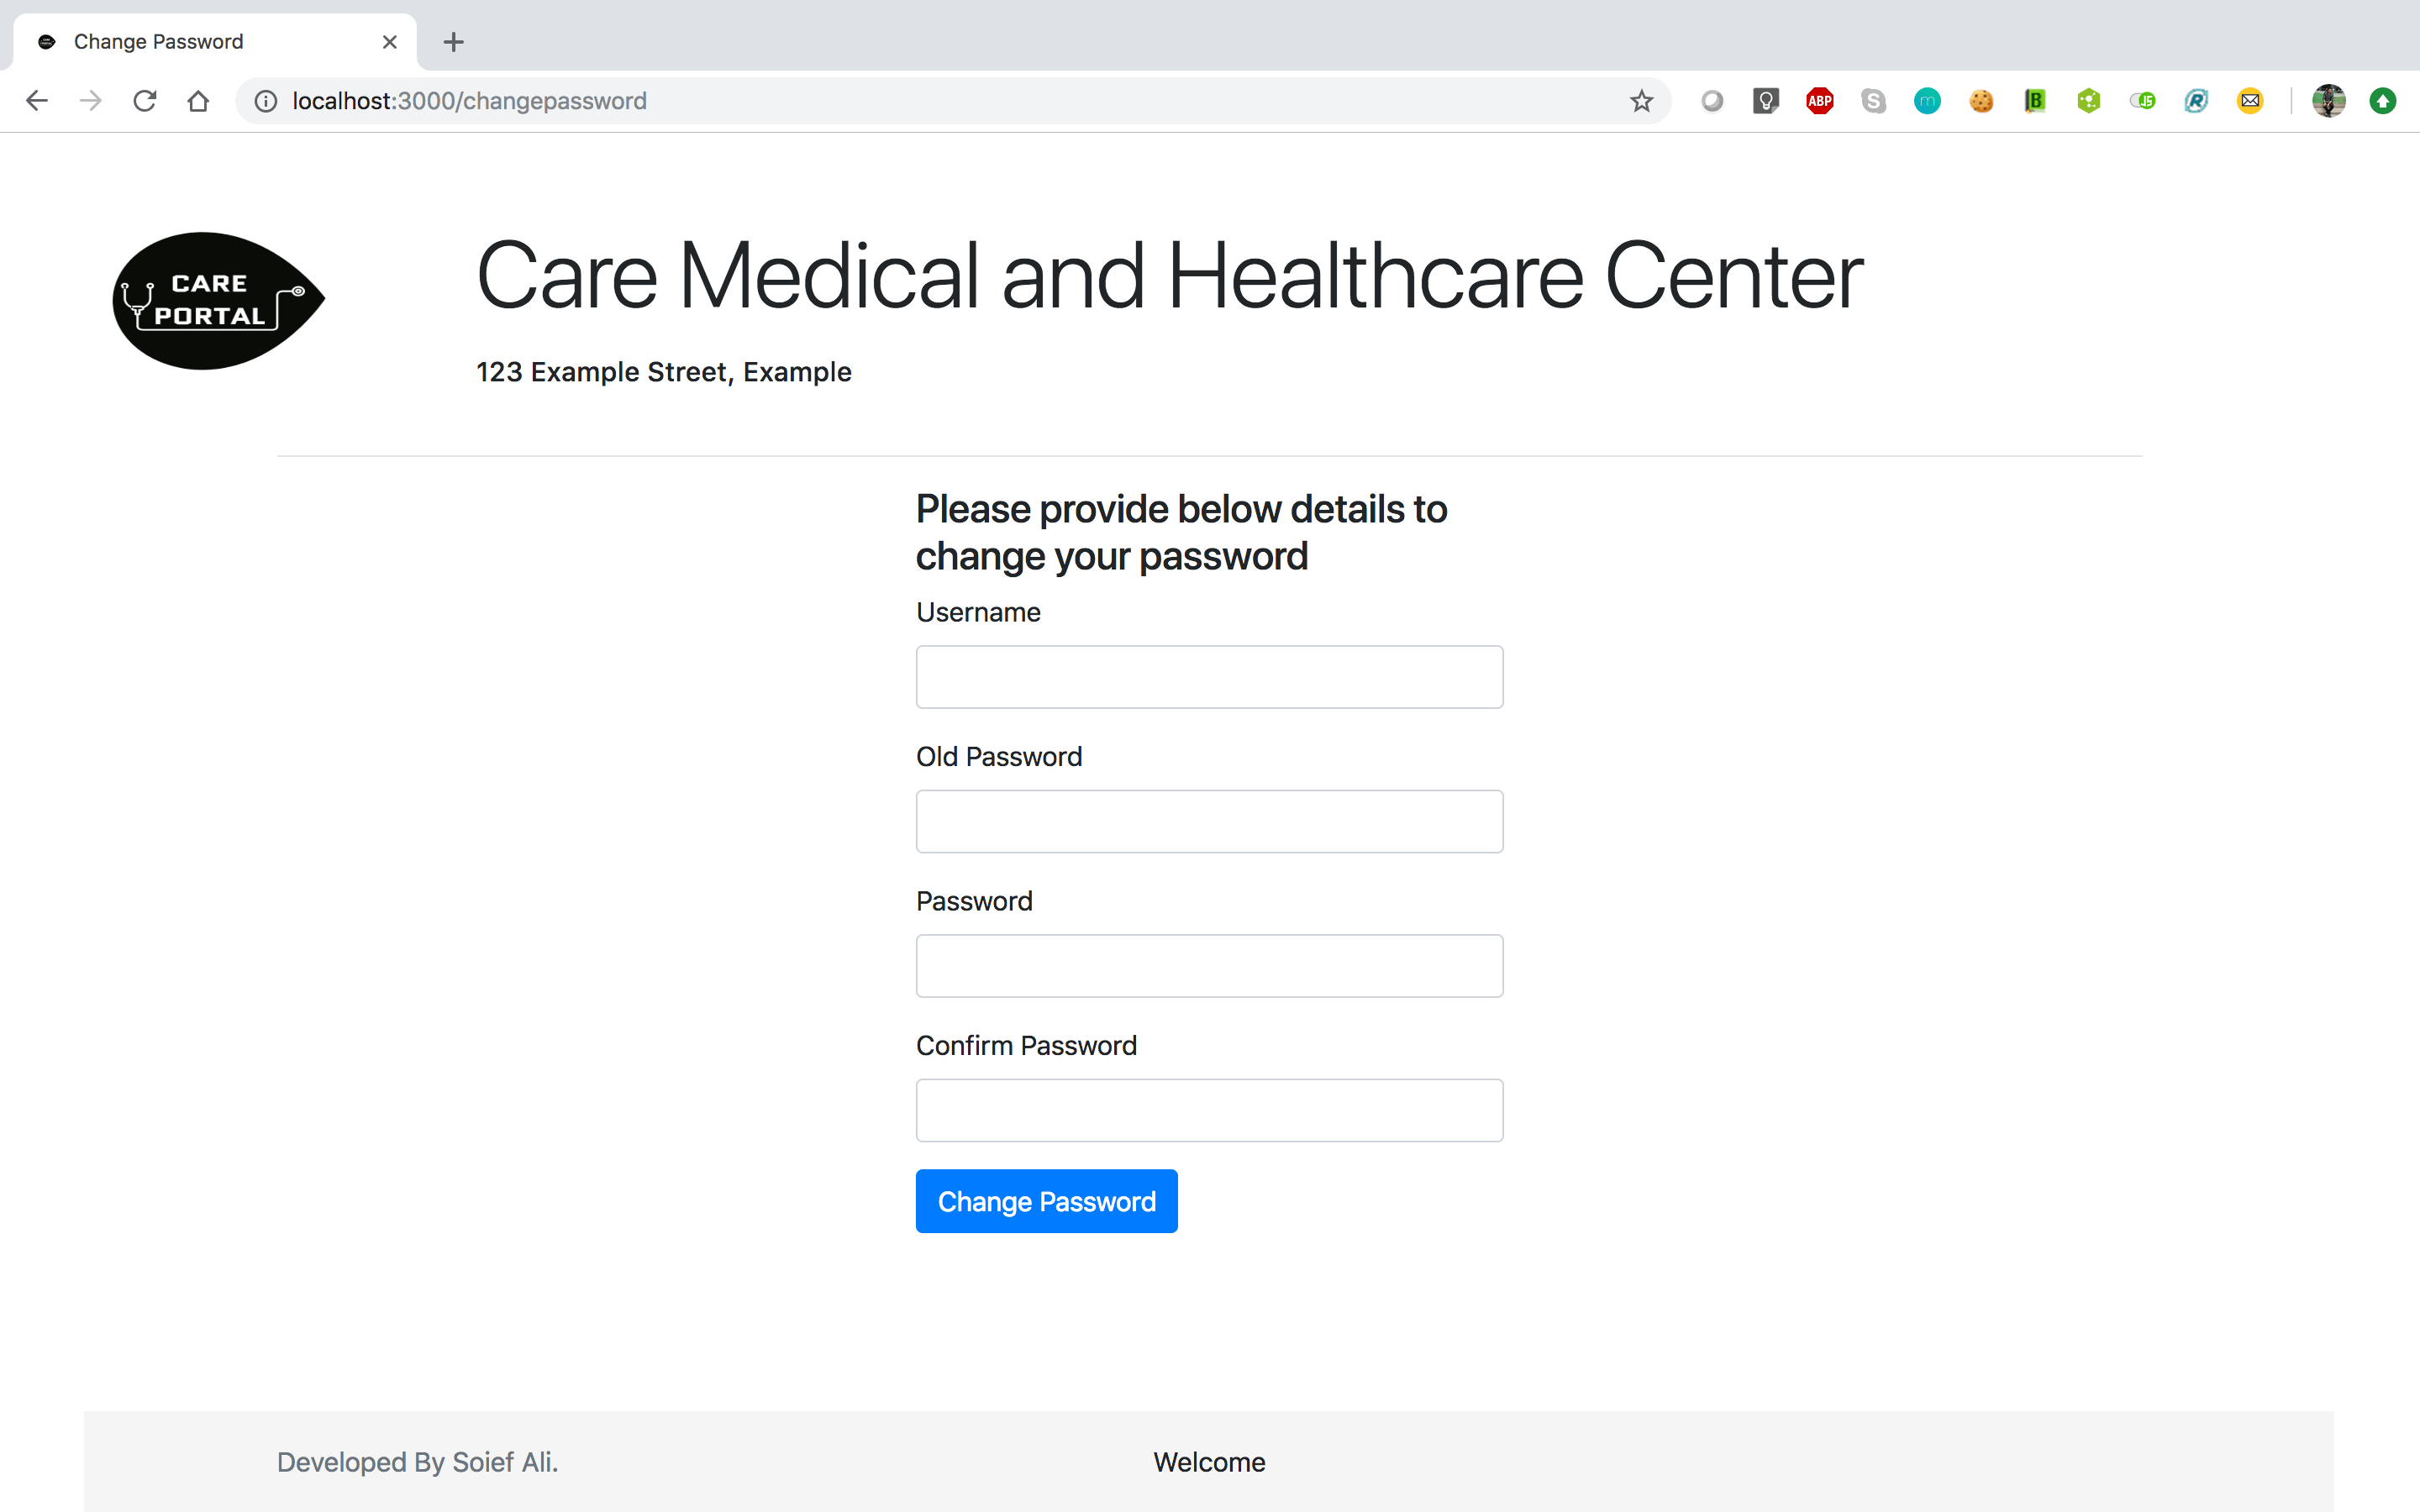 Change Password
localhost:3000/changepassword
ABP
S
m
B
JS
R
CARE
PORTAL
Care Medical and Healthcare Center
123 Example Street, Example
Please provide below details to
change your password
Username
Old Password
Password
Confirm Password
Change Password
Developed By Soief Ali.
Welcome